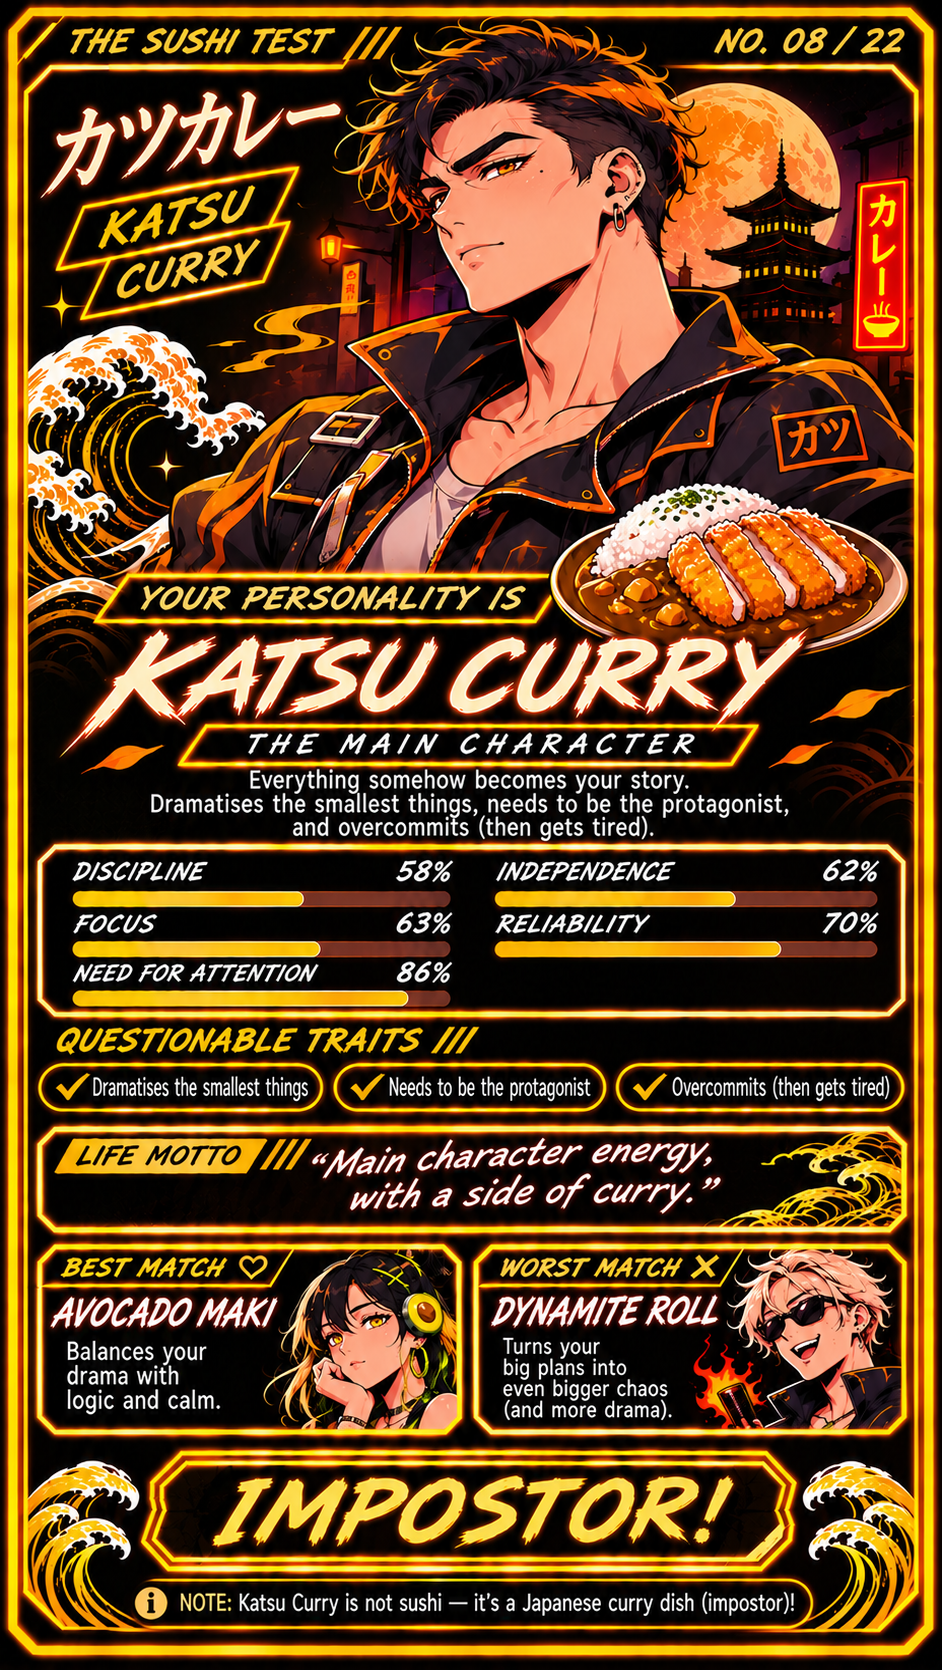 THE SUSHI TEST ///
NO. 08 / 22
カツカレー
KATSU
CURRY
カレー
カツ
YOUR PERSONALITY IS
KATSU CURRY
THE MAIN CHARACTER
Everything somehow becomes your story.
Dramatises the smallest things, needs to be the protagonist,
and overcommits (then gets tired).
DISCIPLINE 58%
INDEPENDENCE 62%
FOCUS 63%
RELIABILITY 70%
NEED FOR ATTENTION 86%
QUESTIONABLE TRAITS ///
Dramatises the smallest things
Needs to be the protagonist
Overcommits (then gets tired)
LIFE MOTTO ///
“Main character energy,
with a side of curry.”
BEST MATCH
AVOCADO MAKI
Balances your
drama with
logic and calm.
WORST MATCH
DYNAMITE ROLL
Turns your
big plans into
even bigger chaos
(and more drama).
IMPOSTOR!
NOTE: Katsu Curry is not sushi — it’s a Japanese curry dish (impostor)!